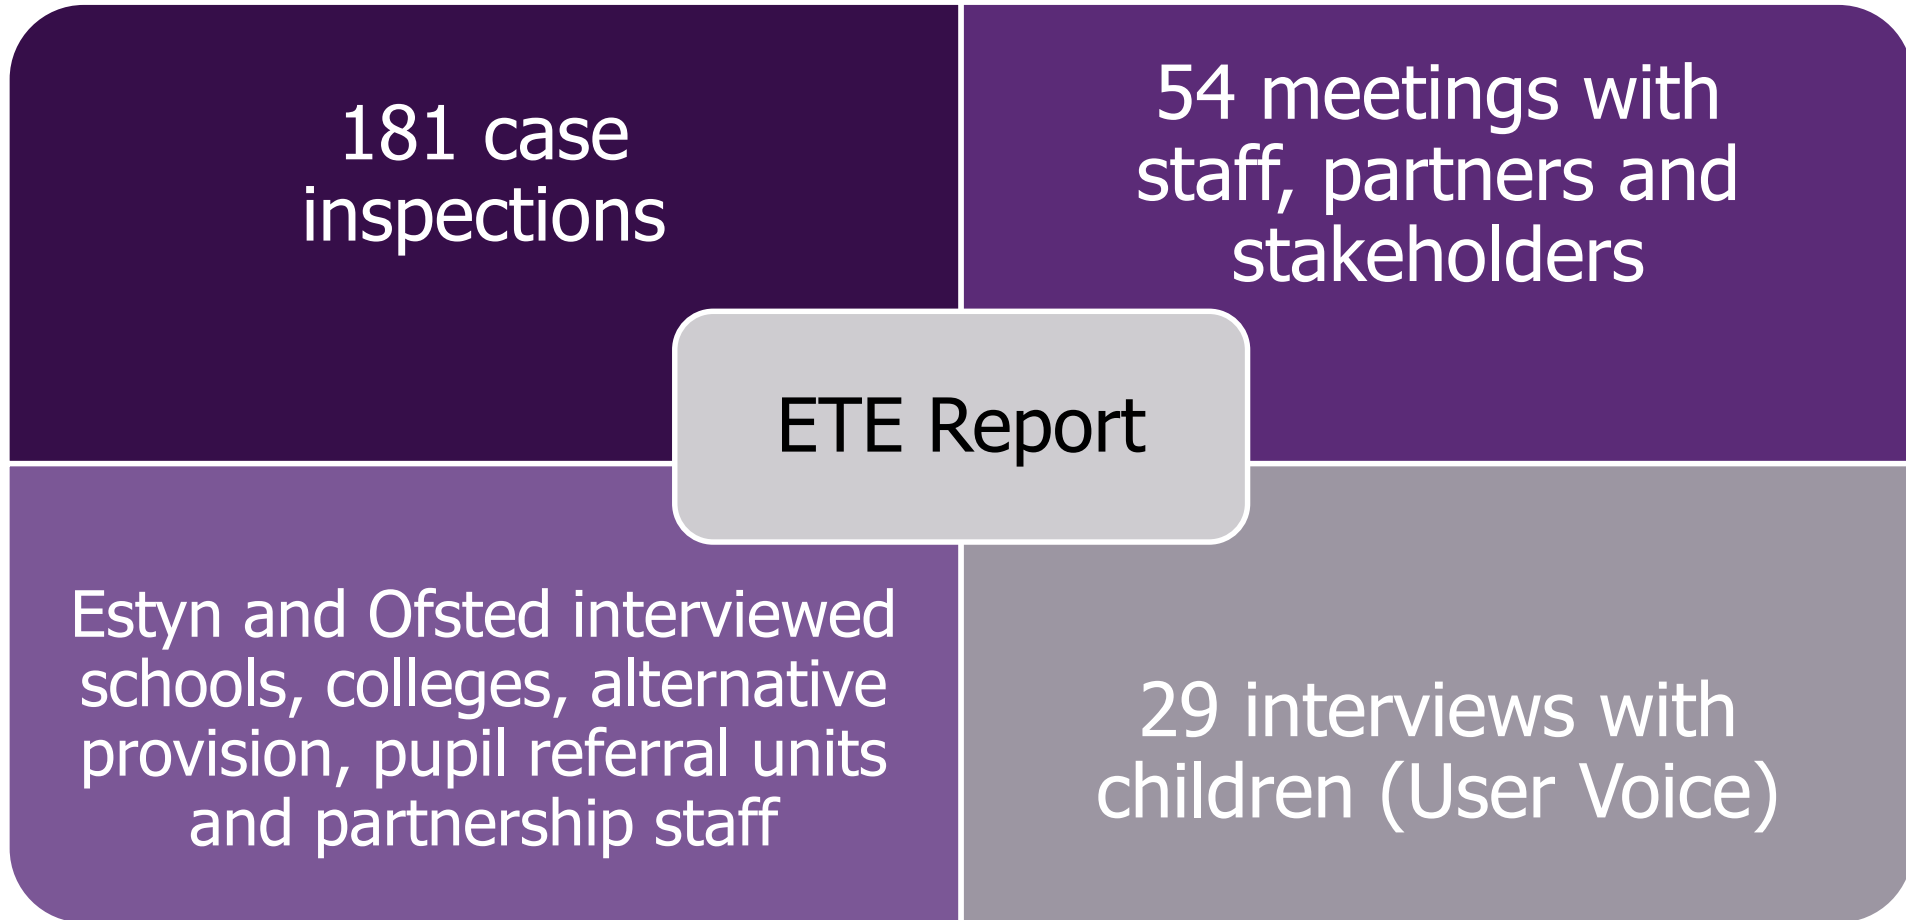 181 case
inspections
54 meetings with
staff, partners and
stakeholders
ETE Report
Estyn and Ofsted interviewed
schools, colleges, alternative
provision, pupil referral units
and partnership staff
29 interviews with
children (User Voice)